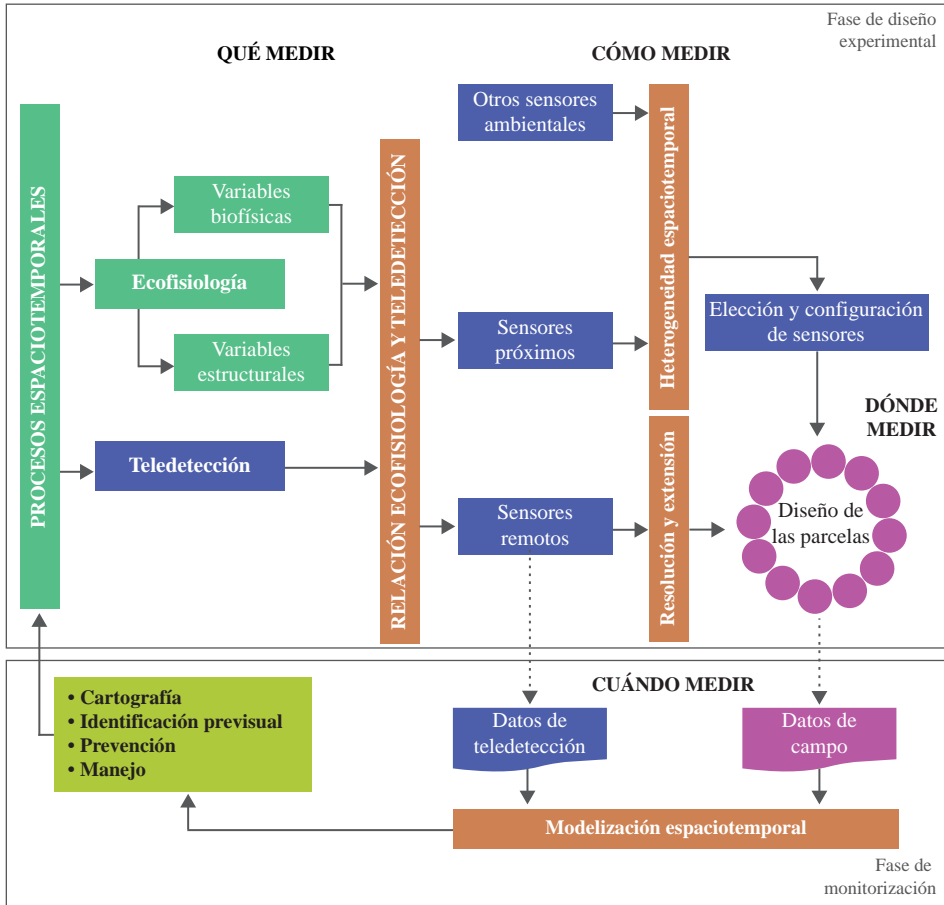 Fase de diseño
experimental
QUÉ MEDIR
CÓMO MEDIR
PROCESOS ESPACIOTEMPORALES
Variables
biofísicas
Ecofisiología
Variables
estructurales
Teledetección
RELACIÓN ECOFISIOLOGÍA Y TELEDETECCIÓN
Otros sensores
ambientales
Sensores
próximos
Sensores
remotos
Heterogeneidad espaciotemporal
Resolución y extensión
Elección y configuración
de sensores
DÓNDE
MEDIR
Diseño de
las parcelas
CUÁNDO MEDIR
• Cartografía
• Identificación previsual
• Prevención
• Manejo
Datos de
teledetección
Datos de
campo
Modelización espaciotemporal
Fase de
monitorización